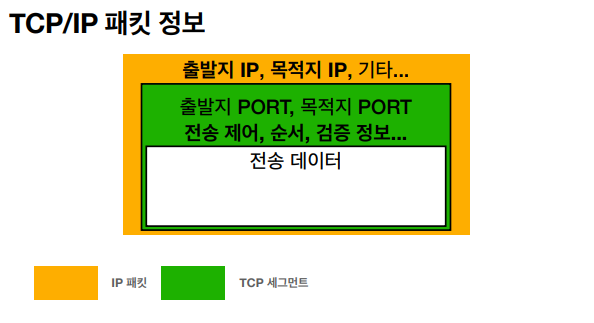 TCP/IP 패킷 정보
출발지 IP, 목적지 IP, 기타...
출발지 PORT, 목적지 PORT
전송 제어, 순서, 검증 정보...
전송 데이터
IP 패킷
TCP 세그먼트